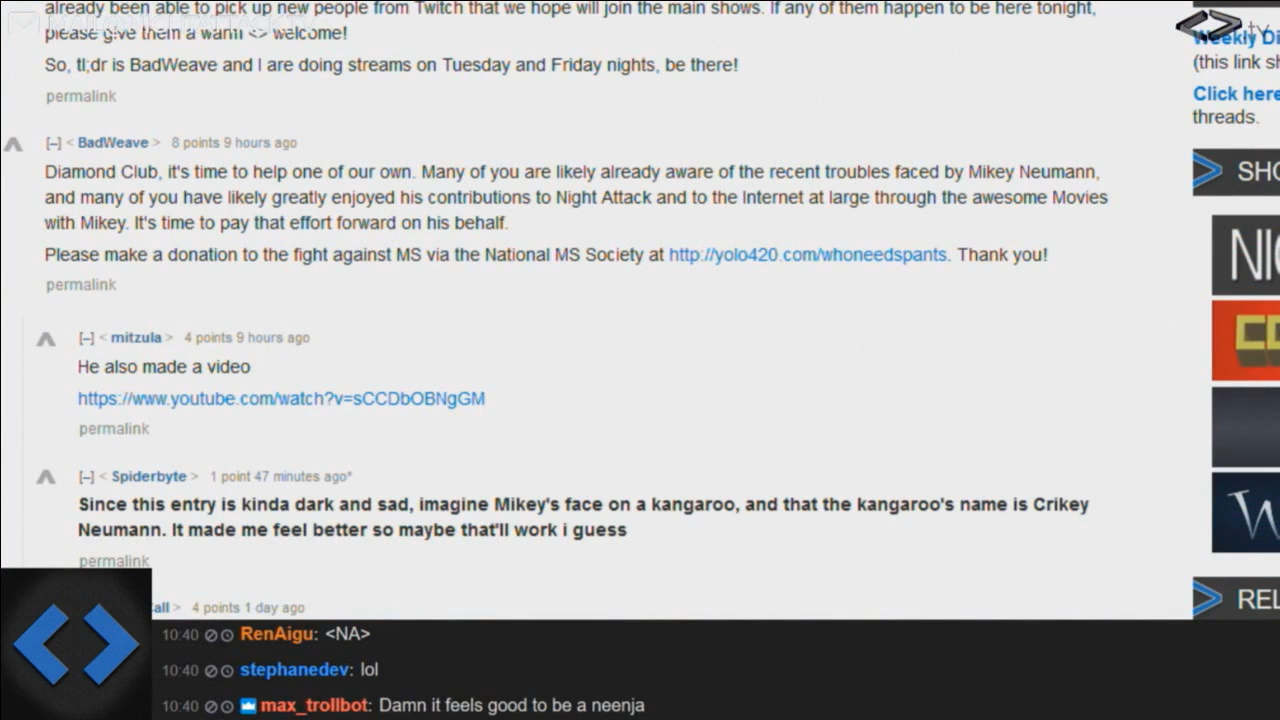 already been able to pick up new people from Twitch that we hope will join the main shows. If any of them happen to be here tonight,
please give them a warm <> welcome!
tv
Weekly Di
(this link sh
So, tl;dr is BadWeave and I are doing streams on Tuesday and Friday nights, be there!
permalink
Click here
threads.
[–] < BadWeave > 8 points 9 hours ago
Diamond Club, it's time to help one of our own. Many of you are likely already aware of the recent troubles faced by Mikey Neumann,
and many of you have likely greatly enjoyed his contributions to Night Attack and to the Internet at large through the awesome Movies
with Mikey. It's time to pay that effort forward on his behalf.
Please make a donation to the fight against MS via the National MS Society at http://yolo420.com/whoneedspants. Thank you!
permalink
SHO
NIG
[–] < mitzula > 4 points 9 hours ago
He also made a video
https://www.youtube.com/watch?v=sCCDbOBNgGM
permalink
[–] < Spiderbyte > 1 point 47 minutes ago*
Since this entry is kinda dark and sad, imagine Mikey's face on a kangaroo, and that the kangaroo's name is Crikey
Neumann. It made me feel better so maybe that'll work i guess
permalink
W
all > 4 points 1 day ago
REL
10:40 RenAigu: <NA>
10:40 stephanedev: lol
10:40 max_trollbot: Damn it feels good to be a neenja